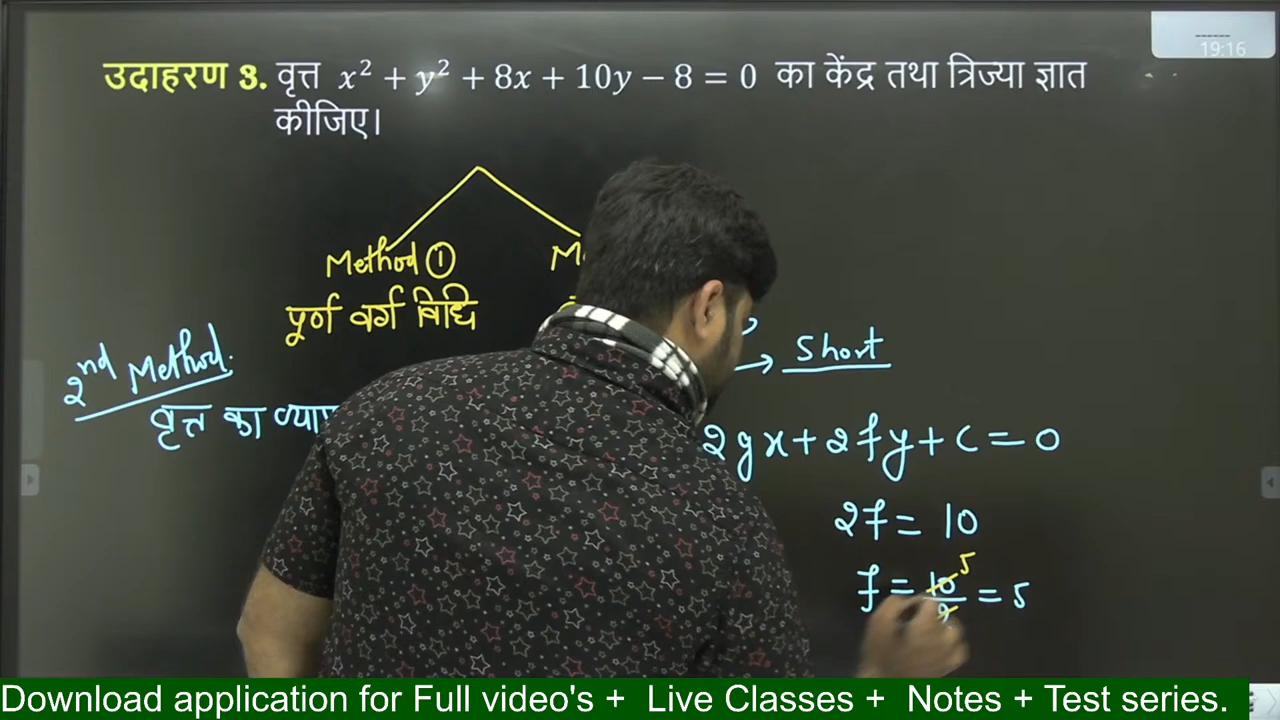 19:16
उदाहरण 3. वृत्त x² + y² + 8x + 10y − 8 = 0 का केंद्र तथा त्रिज्या ज्ञात
कीजिए।
Method ①
पूर्ण वर्ग विधि
→ Short
2nd Method:
वृत्त का
2gx + 2fy + c = 0
2f = 10
f = 10/2 = 5
5
Download application for Full video's + Live Classes + Notes + Test series.